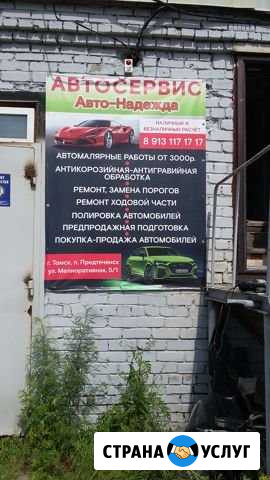 АВТОСЕРВИС
Авто-Надежда
НАЛИЧНЫЙ И
БЕЗНАЛИЧНЫЙ РАСЧЁТ
8 913 117 17 17
АВТОМАЛЯРНЫЕ РАБОТЫ ОТ 3000р.
АНТИКОРОЗИЙНАЯ-АНТИГРАВИЙНАЯ
ОБРАБОТКА
РЕМОНТ, ЗАМЕНА ПОРОГОВ
РЕМОНТ ХОДОВОЙ ЧАСТИ
ПОЛИРОВКА АВТОМОБИЛЕЙ
ПРЕДПРОДАЖНАЯ ПОДГОТОВКА
ПОКУПКА-ПРОДАЖА АВТОМОБИЛЕЙ
г. Томск, п. Предтеченск
ул. Мелиоративная, 5/1
СТРАНА УСЛУГ